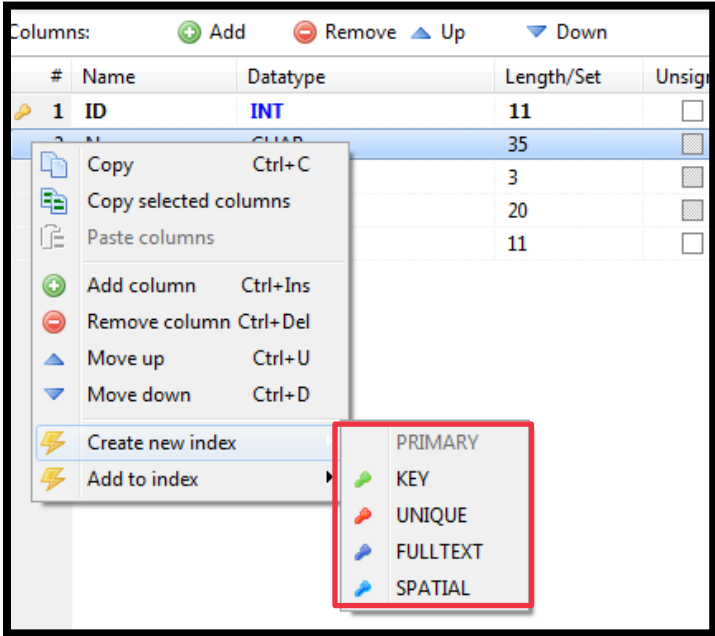 Columns: Add Remove Up Down
# Name Datatype Length/Set Unsig
1 ID INT 11
35
3
20
11
Copy Ctrl+C
Copy selected columns
Paste columns
Add column Ctrl+Ins
Remove column Ctrl+Del
Move up Ctrl+U
Move down Ctrl+D
Create new index
Add to index
PRIMARY
KEY
UNIQUE
FULLTEXT
SPATIAL